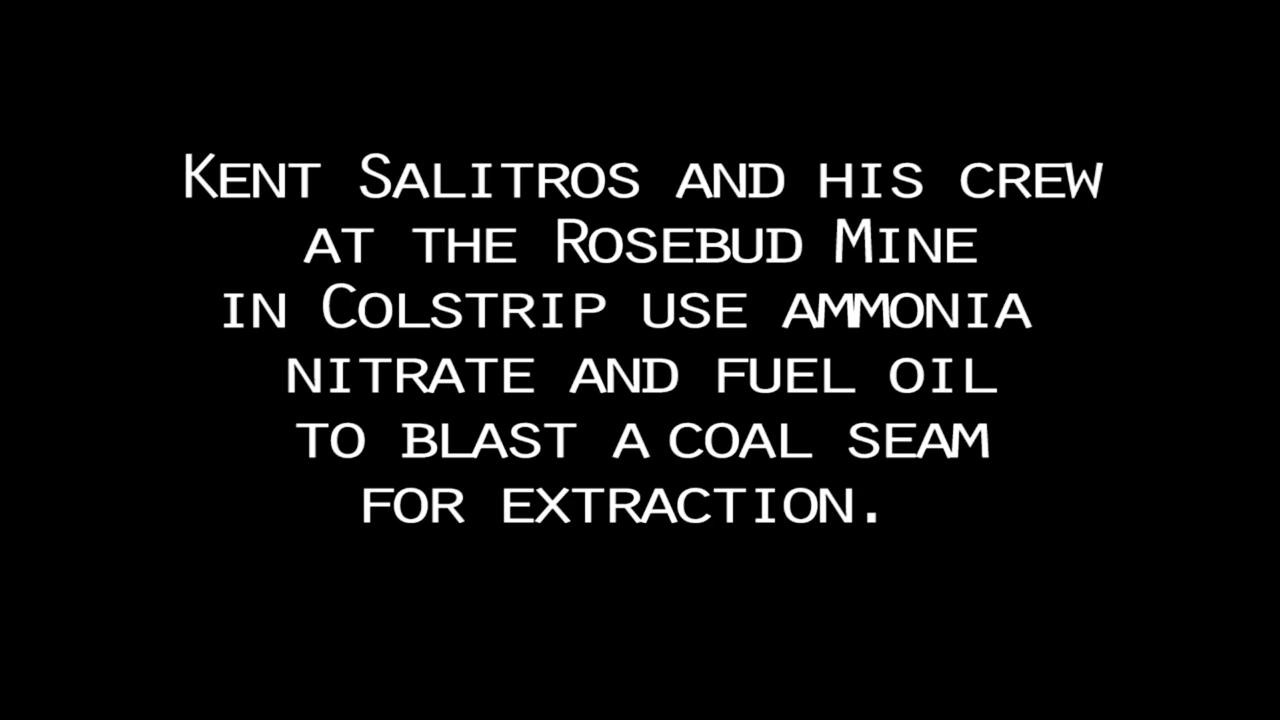 Kent Salitros and his crew
at the Rosebud Mine
in Colstrip use ammonia
nitrate and fuel oil
to blast a coal seam
for extraction.